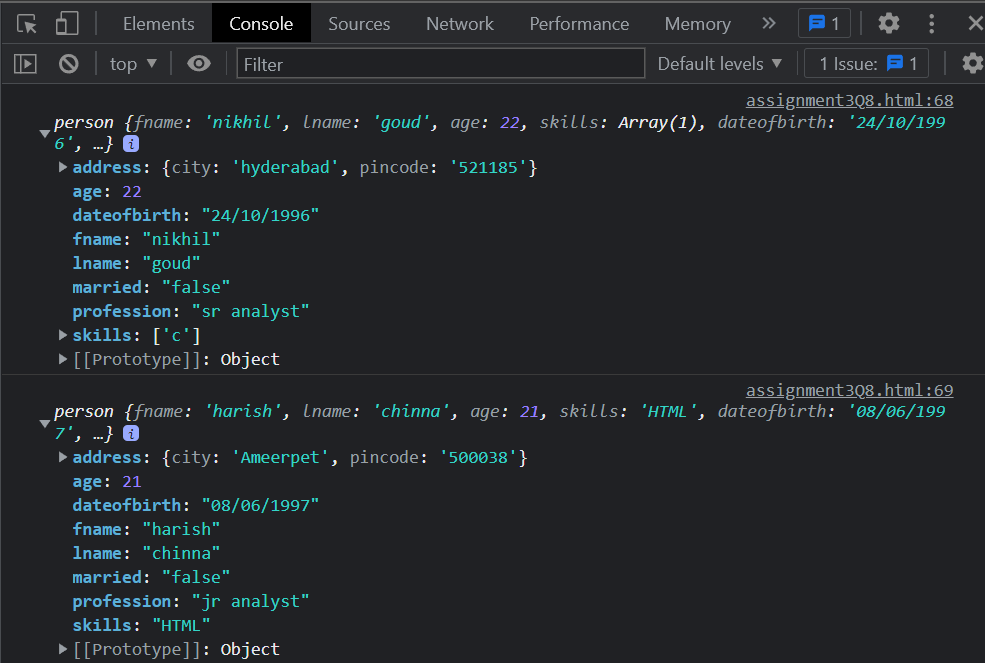 Elements Console Sources Network Performance Memory » 1
top ▼ Filter Default levels ▼ 1 Issue: 1
assignment3Q8.html:68
▼ person {fname: 'nikhil', lname: 'goud', age: 22, skills: Array(1), dateofbirth: '24/10/199
6', …} i
▶ address: {city: 'hyderabad', pincode: '521185'}
age: 22
dateofbirth: "24/10/1996"
fname: "nikhil"
lname: "goud"
married: "false"
profession: "sr analyst"
▶ skills: ['c']
▶ [[Prototype]]: Object
assignment3Q8.html:69
▼ person {fname: 'harish', lname: 'chinna', age: 21, skills: 'HTML', dateofbirth: '08/06/199
7', …} i
▶ address: {city: 'Ameerpet', pincode: '500038'}
age: 21
dateofbirth: "08/06/1997"
fname: "harish"
lname: "chinna"
married: "false"
profession: "jr analyst"
skills: "HTML"
▶ [[Prototype]]: Object